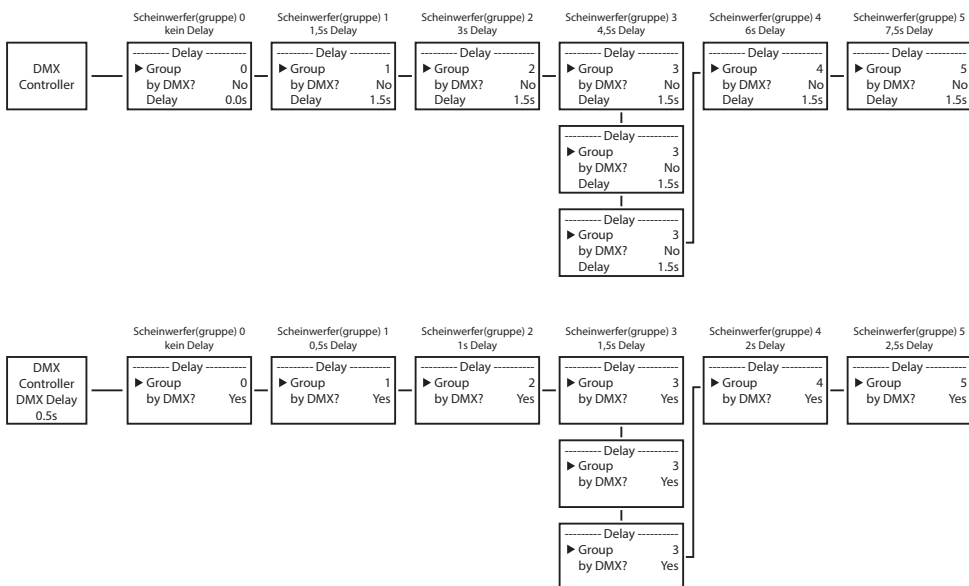 Scheinwerfer(gruppe) 0
kein Delay
Scheinwerfer(gruppe) 1
1,5s Delay
Scheinwerfer(gruppe) 2
3s Delay
Scheinwerfer(gruppe) 3
4,5s Delay
Scheinwerfer(gruppe) 4
6s Delay
Scheinwerfer(gruppe) 5
7,5s Delay
DMX
Controller
--------- Delay ----------
▶ Group 0
by DMX? No
Delay 0.0s
--------- Delay ----------
▶ Group 1
by DMX? No
Delay 1.5s
--------- Delay ----------
▶ Group 2
by DMX? No
Delay 1.5s
--------- Delay ----------
▶ Group 3
by DMX? No
Delay 1.5s
--------- Delay ----------
▶ Group 3
by DMX? No
Delay 1.5s
--------- Delay ----------
▶ Group 3
by DMX? No
Delay 1.5s
--------- Delay ----------
▶ Group 4
by DMX? No
Delay 1.5s
--------- Delay ----------
▶ Group 5
by DMX? No
Delay 1.5s
Scheinwerfer(gruppe) 0
kein Delay
Scheinwerfer(gruppe) 1
0,5s Delay
Scheinwerfer(gruppe) 2
1s Delay
Scheinwerfer(gruppe) 3
1,5s Delay
Scheinwerfer(gruppe) 4
2s Delay
Scheinwerfer(gruppe) 5
2,5s Delay
DMX
Controller
DMX Delay
0.5s
--------- Delay ----------
▶ Group 0
by DMX? Yes
--------- Delay ----------
▶ Group 1
by DMX? Yes
--------- Delay ----------
▶ Group 2
by DMX? Yes
--------- Delay ----------
▶ Group 3
by DMX? Yes
--------- Delay ----------
▶ Group 3
by DMX? Yes
--------- Delay ----------
▶ Group 3
by DMX? Yes
--------- Delay ----------
▶ Group 4
by DMX? Yes
--------- Delay ----------
▶ Group 5
by DMX? Yes